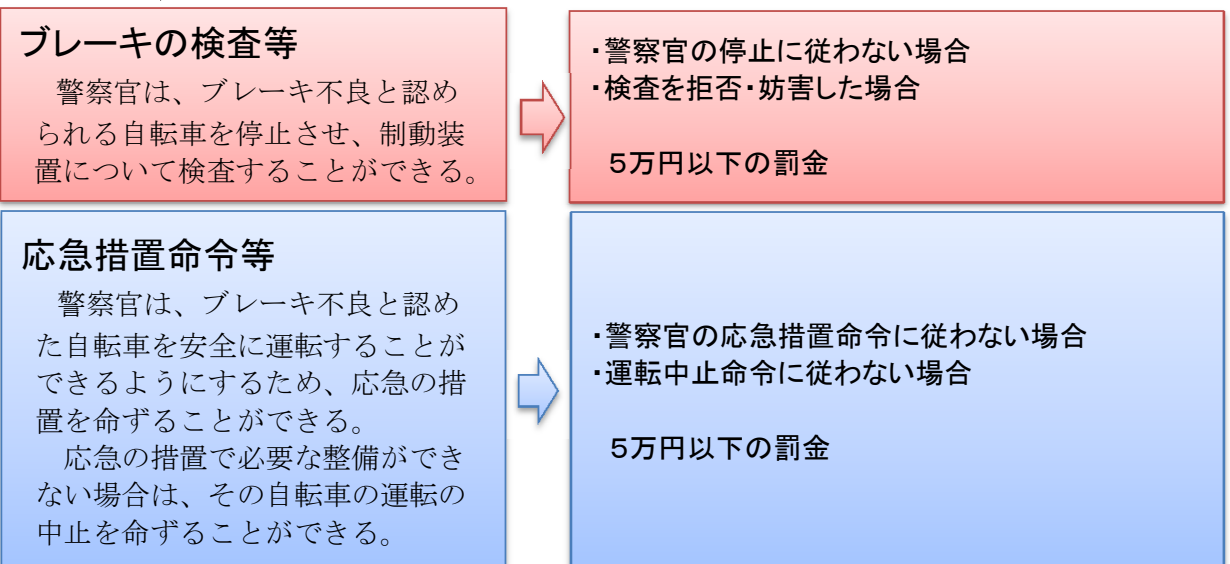 ブレーキの検査等
警察官は、ブレーキ不良と認め
られる自転車を停止させ、制動装
置について検査することができる。
・警察官の停止に従わない場合
・検査を拒否・妨害した場合
5万円以下の罰金
応急措置命令等
警察官は、ブレーキ不良と認め
た自転車を安全に運転することが
できるようにするため、応急の措
置を命ずることができる。
応急の措置で必要な整備ができ
ない場合は、その自転車の運転の
中止を命ずることができる。
・警察官の応急措置命令に従わない場合
・運転中止命令に従わない場合
5万円以下の罰金